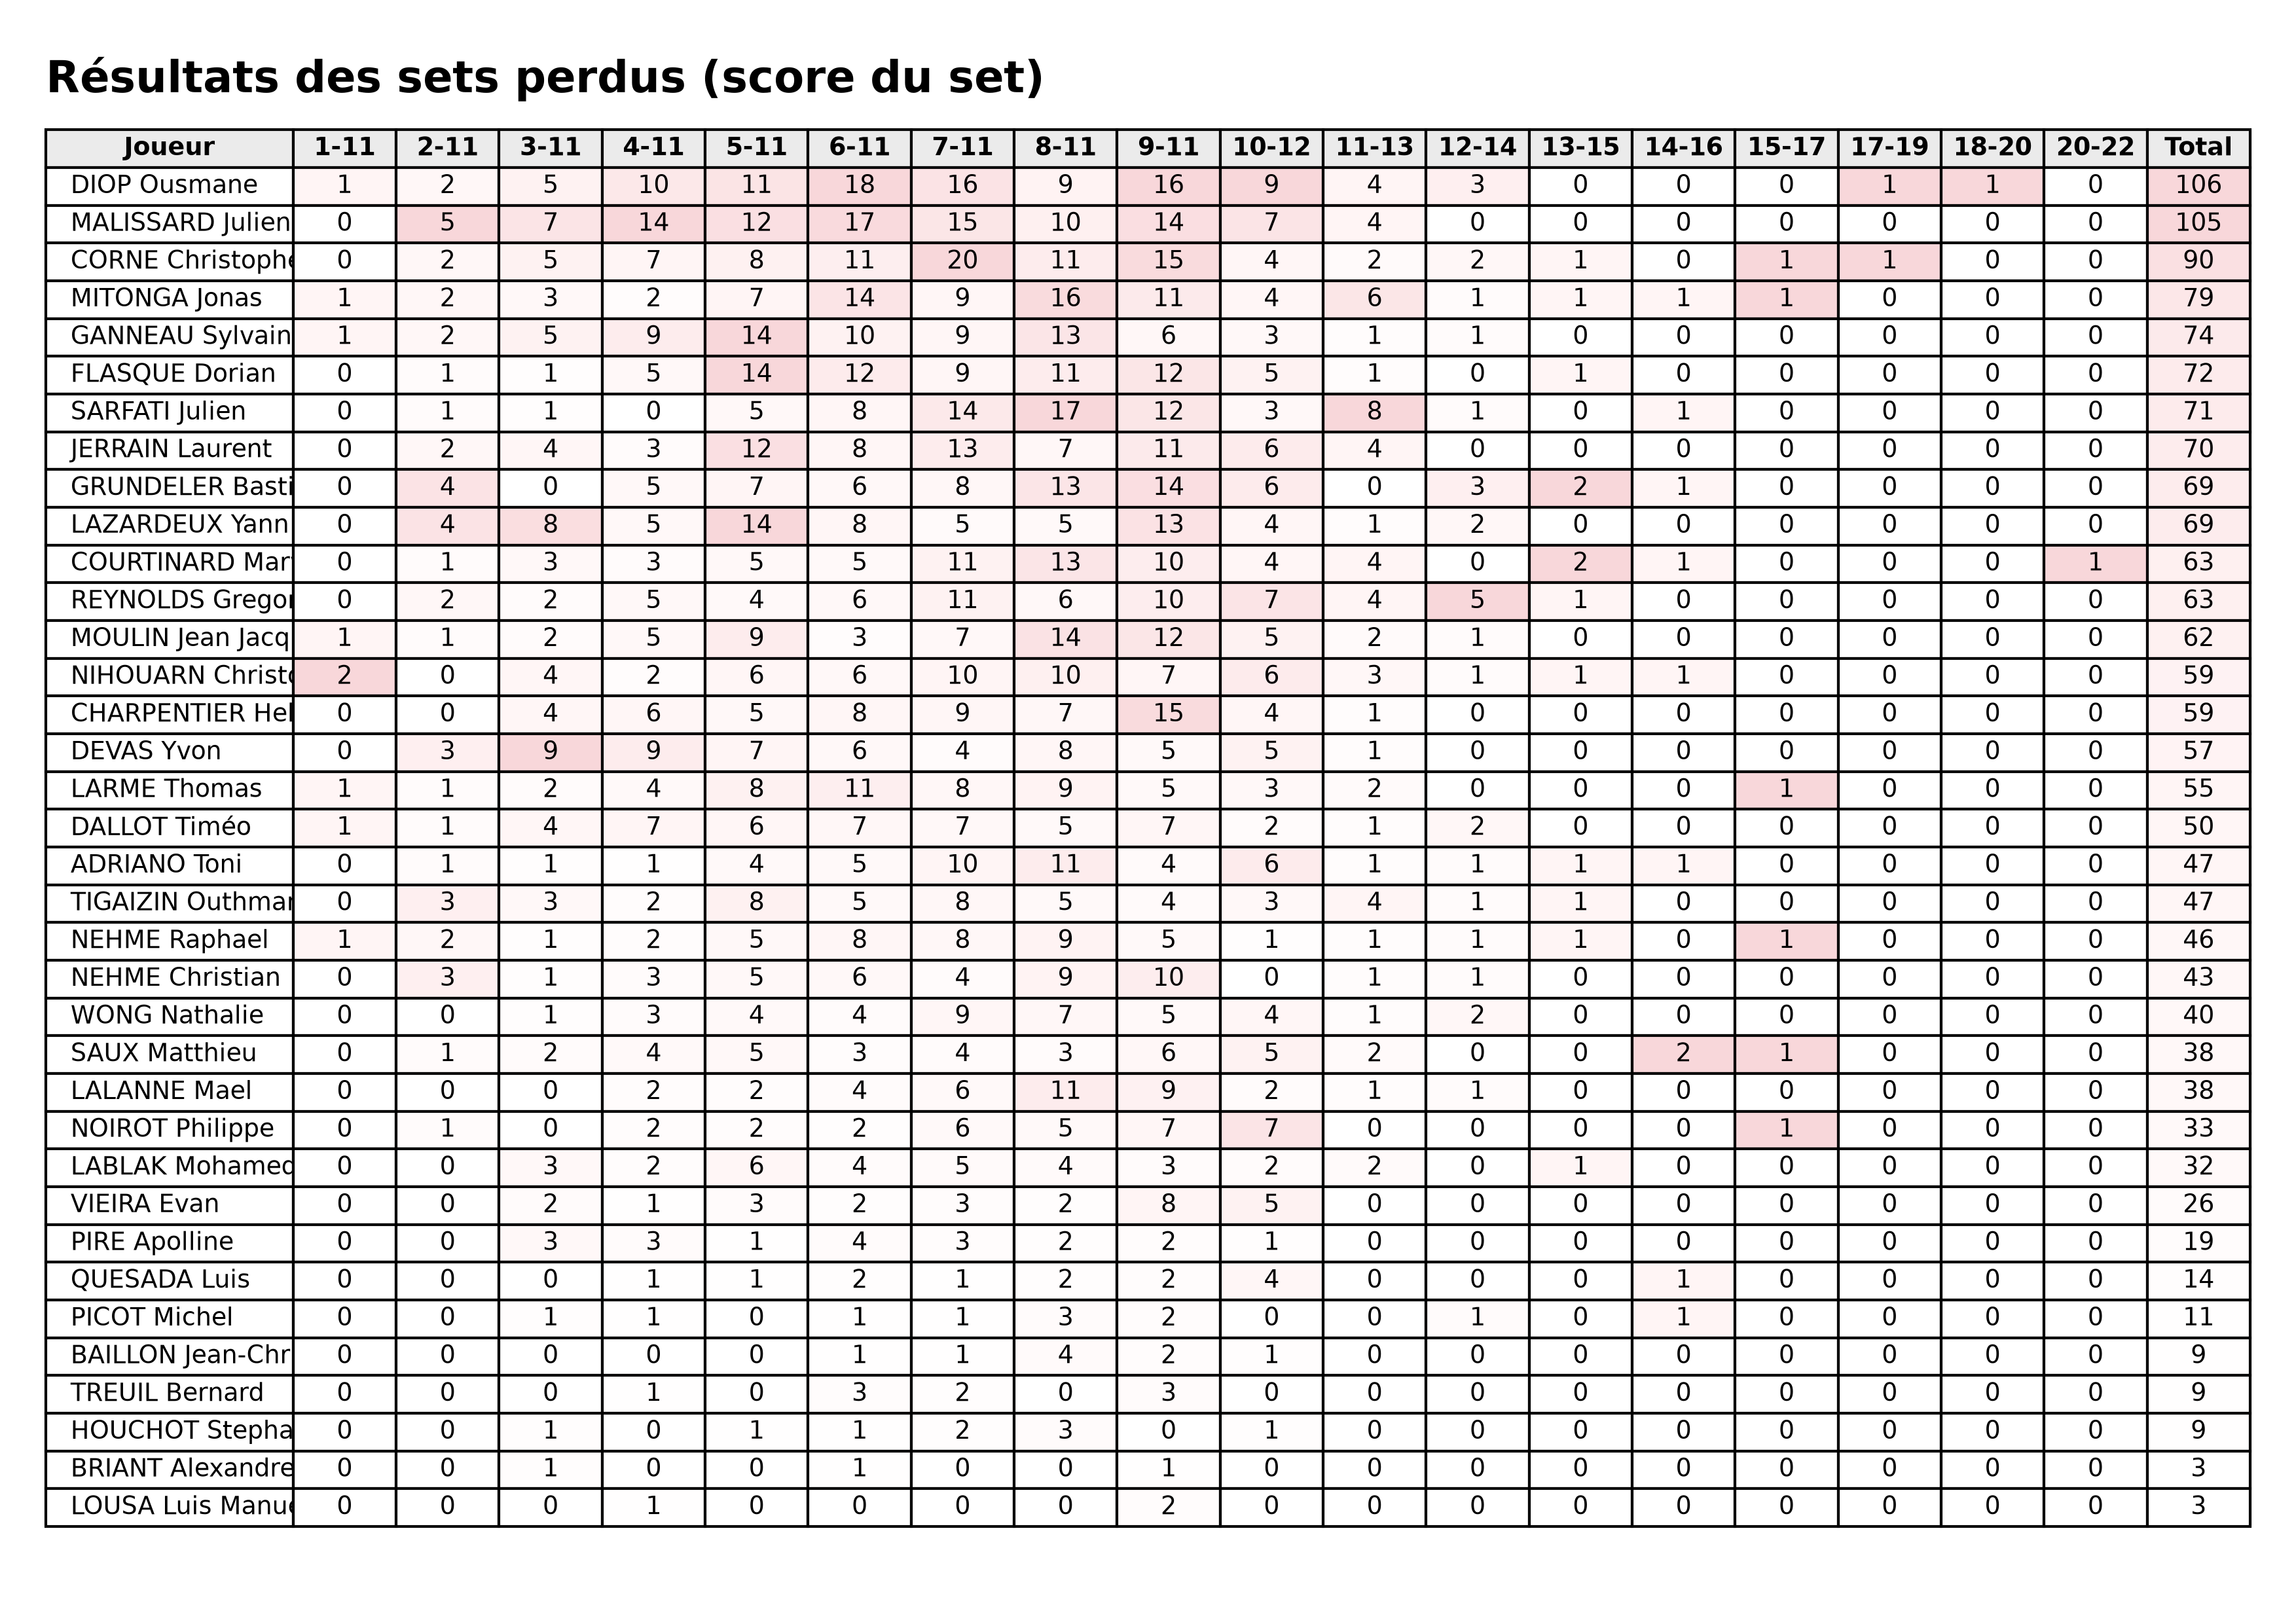 Résultats des sets perdus (score du set)
Joueur 1-11 2-11 3-11 4-11 5-11 6-11 7-11 8-11 9-11 10-12 11-13 12-14 13-15 14-16 15-17 17-19 18-20 20-22 Total
DIOP Ousmane 1 2 5 10 11 18 16 9 16 9 4 3 0 0 0 1 1 0 106
MALISSARD Julien 0 5 7 14 12 17 15 10 14 7 4 0 0 0 0 0 0 0 105
CORNE Christophe 0 2 5 7 8 11 20 11 15 4 2 2 1 0 1 1 0 0 90
MITONGA Jonas 1 2 3 2 7 14 9 16 11 4 6 1 1 1 1 0 0 0 79
GANNEAU Sylvain 1 2 5 9 14 10 9 13 6 3 1 1 0 0 0 0 0 0 74
FLASQUE Dorian 0 1 1 5 14 12 9 11 12 5 1 0 1 0 0 0 0 0 72
SARFATI Julien 0 1 1 0 5 8 14 17 12 3 8 1 0 1 0 0 0 0 71
JERRAIN Laurent 0 2 4 3 12 8 13 7 11 6 4 0 0 0 0 0 0 0 70
GRUNDELER Basti 0 4 0 5 7 6 8 13 14 6 0 3 2 1 0 0 0 0 69
LAZARDEUX Yann 0 4 8 5 14 8 5 5 13 4 1 2 0 0 0 0 0 0 69
COURTINARD Mar 0 1 3 3 5 5 11 13 10 4 4 0 2 1 0 0 0 1 63
REYNOLDS Gregor 0 2 2 5 4 6 11 6 10 7 4 5 1 0 0 0 0 0 63
MOULIN Jean Jacq 1 1 2 5 9 3 7 14 12 5 2 1 0 0 0 0 0 0 62
NIHOUARN Christo 2 0 4 2 6 6 10 10 7 6 3 1 1 1 0 0 0 0 59
CHARPENTIER Hel 0 0 4 6 5 8 9 7 15 4 1 0 0 0 0 0 0 0 59
DEVAS Yvon 0 3 9 9 7 6 4 8 5 5 1 0 0 0 0 0 0 0 57
LARME Thomas 1 1 2 4 8 11 8 9 5 3 2 0 0 0 1 0 0 0 55
DALLOT Timéo 1 1 4 7 6 7 7 5 7 2 1 2 0 0 0 0 0 0 50
ADRIANO Toni 0 1 1 1 4 5 10 11 4 6 1 1 1 1 0 0 0 0 47
TIGAIZIN Outhmar 0 3 3 2 8 5 8 5 4 3 4 1 1 0 0 0 0 0 47
NEHME Raphael 1 2 1 2 5 8 8 9 5 1 1 1 1 0 1 0 0 0 46
NEHME Christian 0 3 1 3 5 6 4 9 10 0 1 1 0 0 0 0 0 0 43
WONG Nathalie 0 0 1 3 4 4 9 7 5 4 1 2 0 0 0 0 0 0 40
SAUX Matthieu 0 1 2 4 5 3 4 3 6 5 2 0 0 2 1 0 0 0 38
LALANNE Mael 0 0 0 2 2 4 6 11 9 2 1 1 0 0 0 0 0 0 38
NOIROT Philippe 0 1 0 2 2 2 6 5 7 7 0 0 0 0 1 0 0 0 33
LABLAK Mohamed 0 0 3 2 6 4 5 4 3 2 2 0 1 0 0 0 0 0 32
VIEIRA Evan 0 0 2 1 3 2 3 2 8 5 0 0 0 0 0 0 0 0 26
PIRE Apolline 0 0 3 3 1 4 3 2 2 1 0 0 0 0 0 0 0 0 19
QUESADA Luis 0 0 0 1 1 2 1 2 2 4 0 0 0 1 0 0 0 0 14
PICOT Michel 0 0 1 1 0 1 1 3 2 0 0 1 0 1 0 0 0 0 11
BAILLON Jean-Chr 0 0 0 0 0 1 1 4 2 1 0 0 0 0 0 0 0 0 9
TREUIL Bernard 0 0 0 1 0 3 2 0 3 0 0 0 0 0 0 0 0 0 9
HOUCHOT Stepha 0 0 1 0 1 1 2 3 0 1 0 0 0 0 0 0 0 0 9
BRIANT Alexandre 0 0 1 0 0 1 0 0 1 0 0 0 0 0 0 0 0 0 3
LOUSA Luis Manue 0 0 0 1 0 0 0 0 2 0 0 0 0 0 0 0 0 0 3